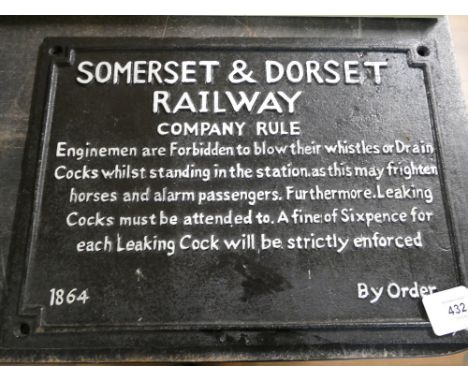 SOMERSET & DORSET
RAILWAY
COMPANY RULE
Enginemen are Forbidden to blow their whistles or Drain
Cocks whilst standing in the station. as this may frighten
horses and alarm passengers. Furthermore. Leaking
Cocks must be attended to. A fine of Sixpence for
each Leaking Cock will be strictly enforced
1864 By Order
432